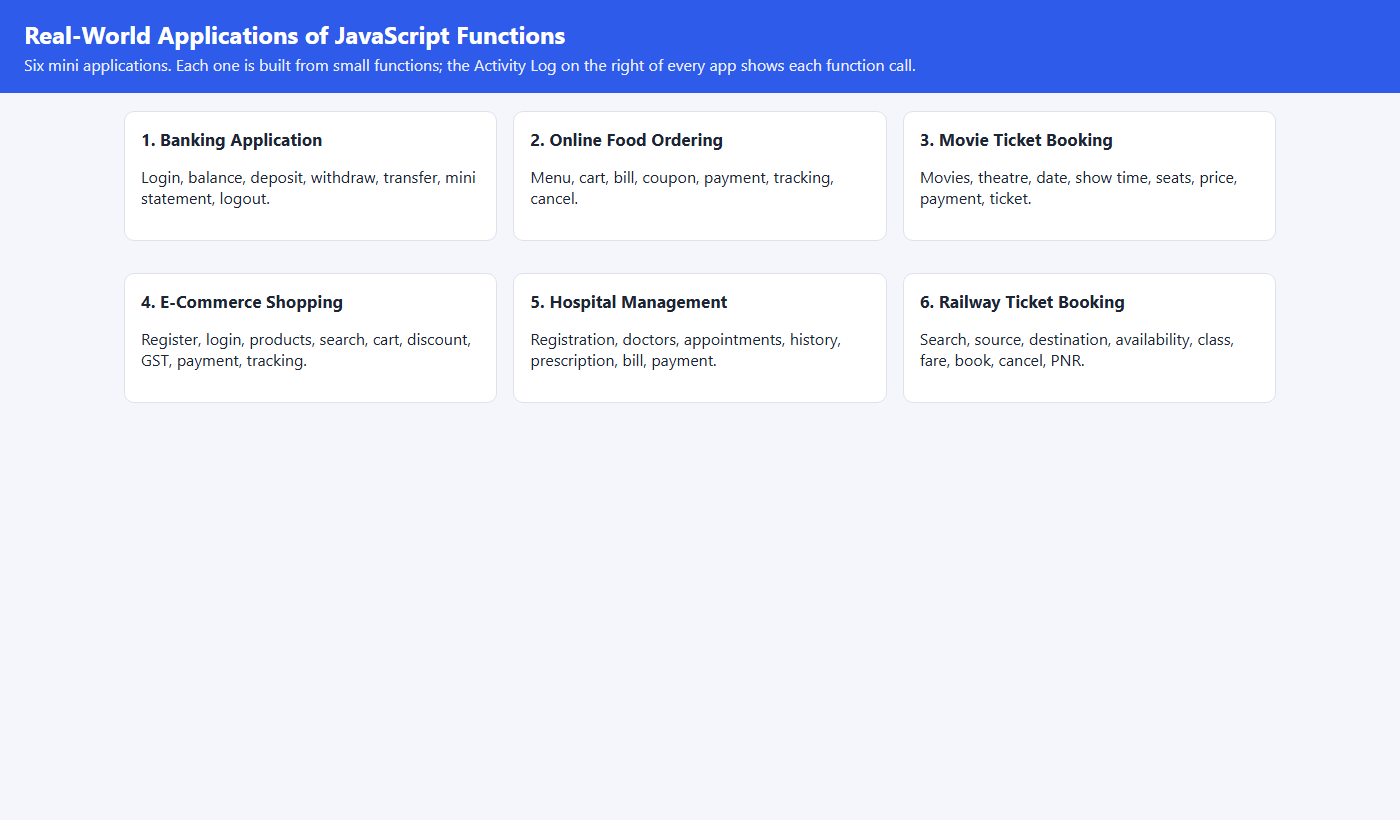 Real-World Applications of JavaScript Functions
Six mini applications. Each one is built from small functions; the Activity Log on the right of every app shows each function call.
1. Banking Application
Login, balance, deposit, withdraw, transfer, mini
statement, logout.
2. Online Food Ordering
Menu, cart, bill, coupon, payment, tracking,
cancel.
3. Movie Ticket Booking
Movies, theatre, date, show time, seats, price,
payment, ticket.
4. E-Commerce Shopping
Register, login, products, search, cart, discount,
GST, payment, tracking.
5. Hospital Management
Registration, doctors, appointments, history,
prescription, bill, payment.
6. Railway Ticket Booking
Search, source, destination, availability, class,
fare, book, cancel, PNR.